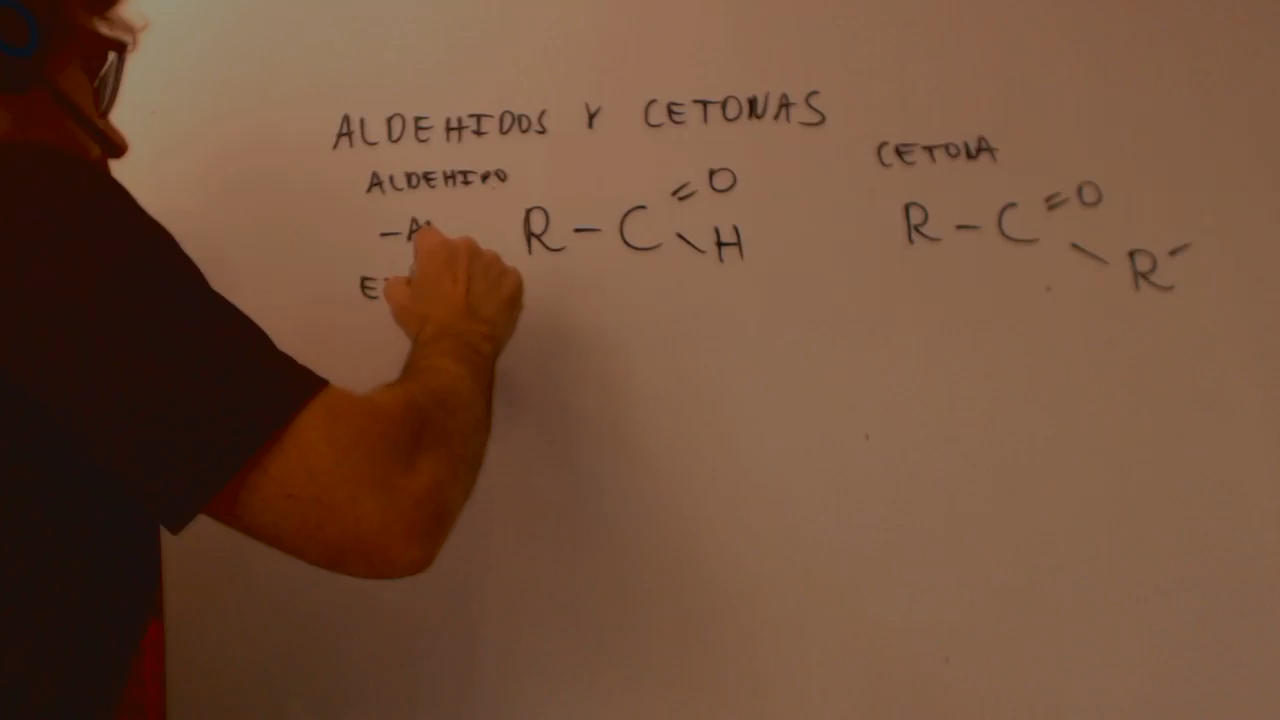 ALDEHIDOS Y CETONAS
ALDEHIDO
CETONA
R-C=O\H
R-C=O\R'